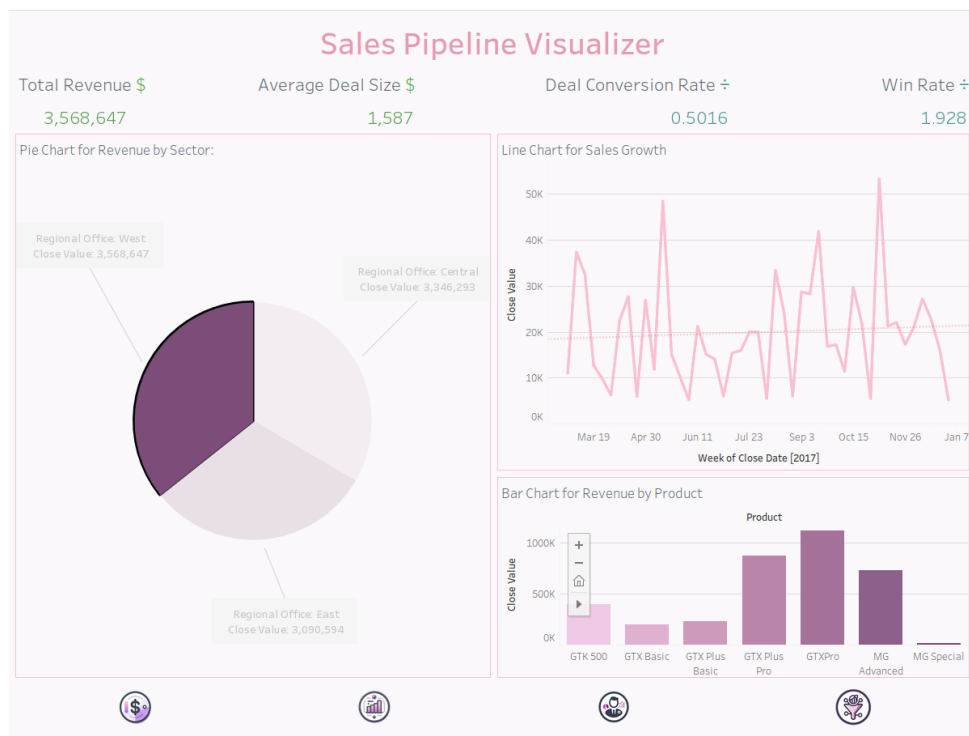 Sales Pipeline Visualizer
Total Revenue $
Average Deal Size $
Deal Conversion Rate ÷
Win Rate ÷
3,568,647
1,587
0.5016
1.928
Pie Chart for Revenue by Sector:
Regional Office: West
Close Value: 3,568,647
Regional Office: Central
Close Value: 3,346,293
Regional Office: East
Close Value: 3,090,594
Line Chart for Sales Growth
Close Value
50K
40K
30K
20K
10K
0K
Mar 19 Apr 30 Jun 11 Jul 23 Sep 3 Oct 15 Nov 26 Jan 7
Week of Close Date [2017]
Bar Chart for Revenue by Product
Product
Close Value
1000K
500K
0K
GTK 500
GTX Basic
GTX Plus
Basic
GTX Plus
Pro
GTXPro
MG
Advanced
MG Special